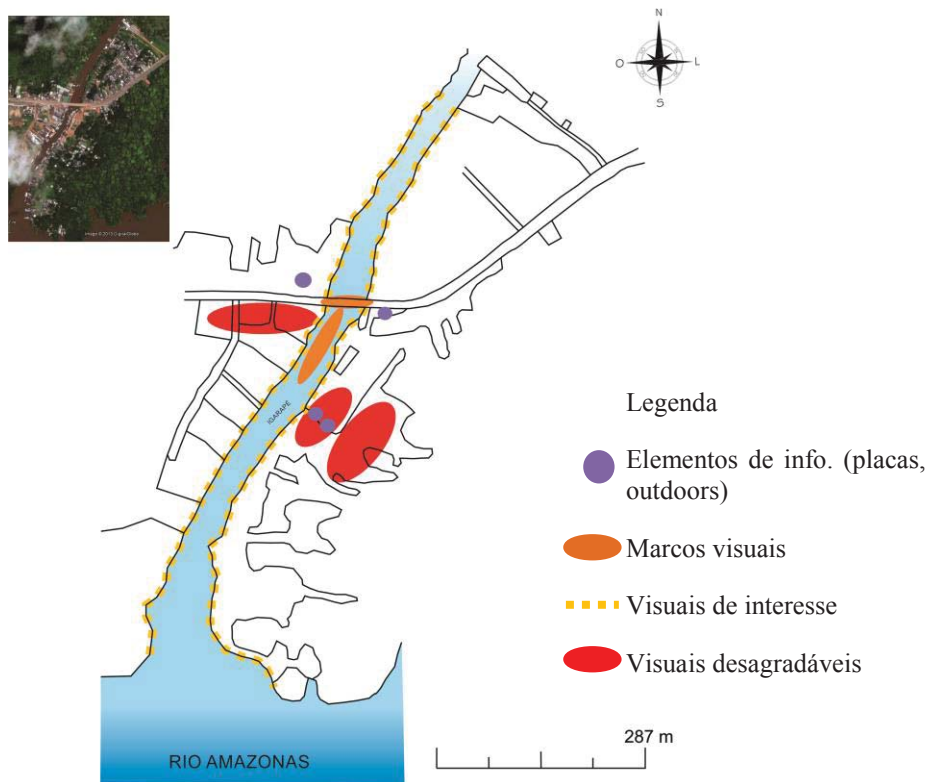 N
O
L
S
IGARAPÉ
Legenda
Elementos de info. (placas,
outdoors)
Marcos visuais
Visuais de interesse
Visuais desagradáveis
287 m
RIO AMAZONAS